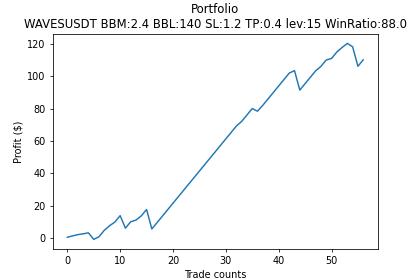 Portfolio
WAVESUSDT BBM:2.4 BBL:140 SL:1.2 TP:0.4 lev:15 WinRatio:88.0
120
100
80
60
40
20
0
Profit ($)
0 10 20 30 40 50
Trade counts